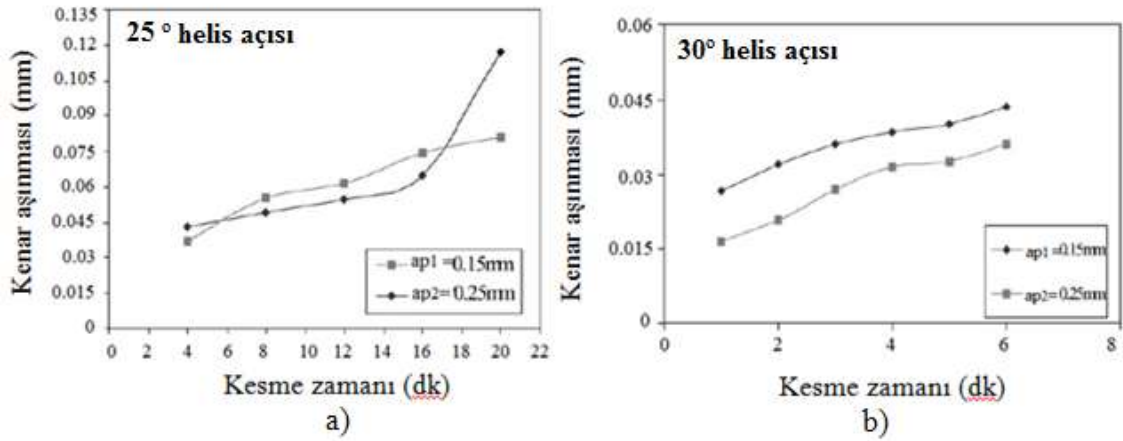 25 ° helis açısı
Kenar aşınması (mm)
0.135
0.12
0.105
0.09
0.075
0.06
0.045
0.03
0.015
0
0 2 4 6 8 10 12 14 16 18 20 22
ap1 =0.15mm
ap2= 0.25mm
Kesme zamanı (dk)
a)
30° helis açısı
Kenar aşınması (mm)
0.06
0.045
0.03
0.015
0
0 2 4 6 8
ap1 =0.15mm
ap2=0.25mm
Kesme zamanı (dk)
b)